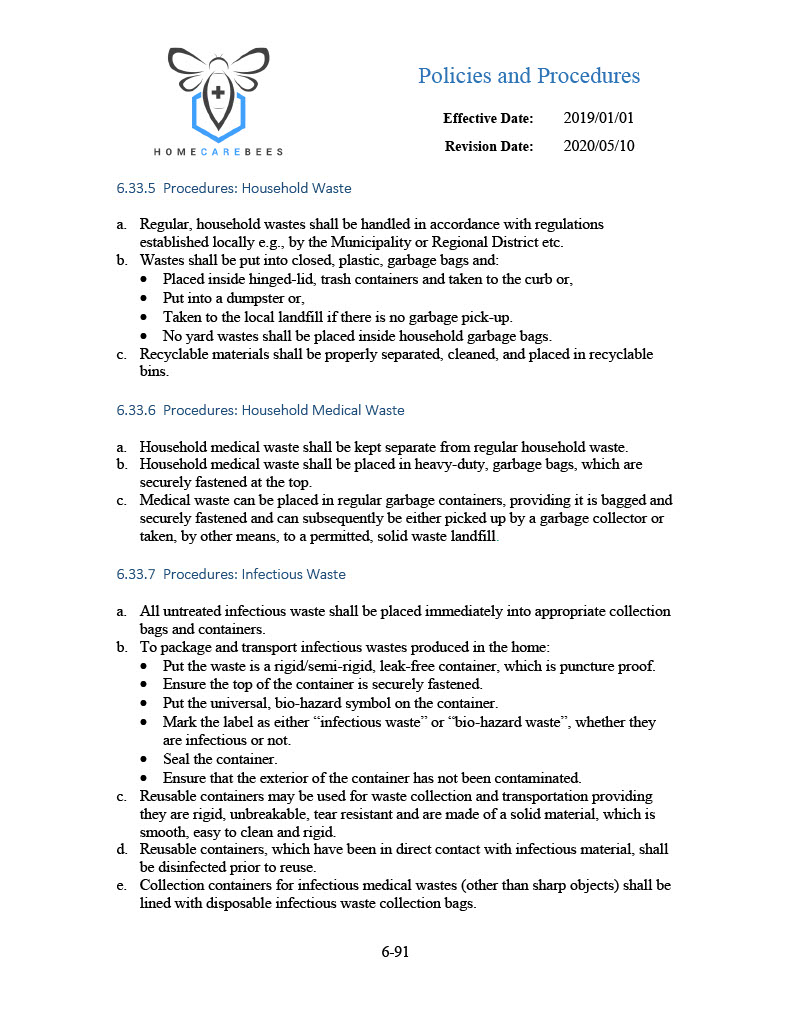 HOMECAREBEES
Policies and Procedures
Effective Date: 2019/01/01
Revision Date: 2020/05/10
6.33.5 Procedures: Household Waste
a. Regular, household wastes shall be handled in accordance with regulations
established locally e.g., by the Municipality or Regional District etc.
b. Wastes shall be put into closed, plastic, garbage bags and:
• Placed inside hinged-lid, trash containers and taken to the curb or,
• Put into a dumpster or,
• Taken to the local landfill if there is no garbage pick-up.
• No yard wastes shall be placed inside household garbage bags.
c. Recyclable materials shall be properly separated, cleaned, and placed in recyclable
bins.
6.33.6 Procedures: Household Medical Waste
a. Household medical waste shall be kept separate from regular household waste.
b. Household medical waste shall be placed in heavy-duty, garbage bags, which are
securely fastened at the top.
c. Medical waste can be placed in regular garbage containers, providing it is bagged and
securely fastened and can subsequently be either picked up by a garbage collector or
taken, by other means, to a permitted, solid waste landfill.
6.33.7 Procedures: Infectious Waste
a. All untreated infectious waste shall be placed immediately into appropriate collection
bags and containers.
b. To package and transport infectious wastes produced in the home:
• Put the waste is a rigid/semi-rigid, leak-free container, which is puncture proof.
• Ensure the top of the container is securely fastened.
• Put the universal, bio-hazard symbol on the container.
• Mark the label as either “infectious waste” or “bio-hazard waste”, whether they
are infectious or not.
• Seal the container.
• Ensure that the exterior of the container has not been contaminated.
c. Reusable containers may be used for waste collection and transportation providing
they are rigid, unbreakable, tear resistant and are made of a solid material, which is
smooth, easy to clean and rigid.
d. Reusable containers, which have been in direct contact with infectious material, shall
be disinfected prior to reuse.
e. Collection containers for infectious medical wastes (other than sharp objects) shall be
lined with disposable infectious waste collection bags.
6-91